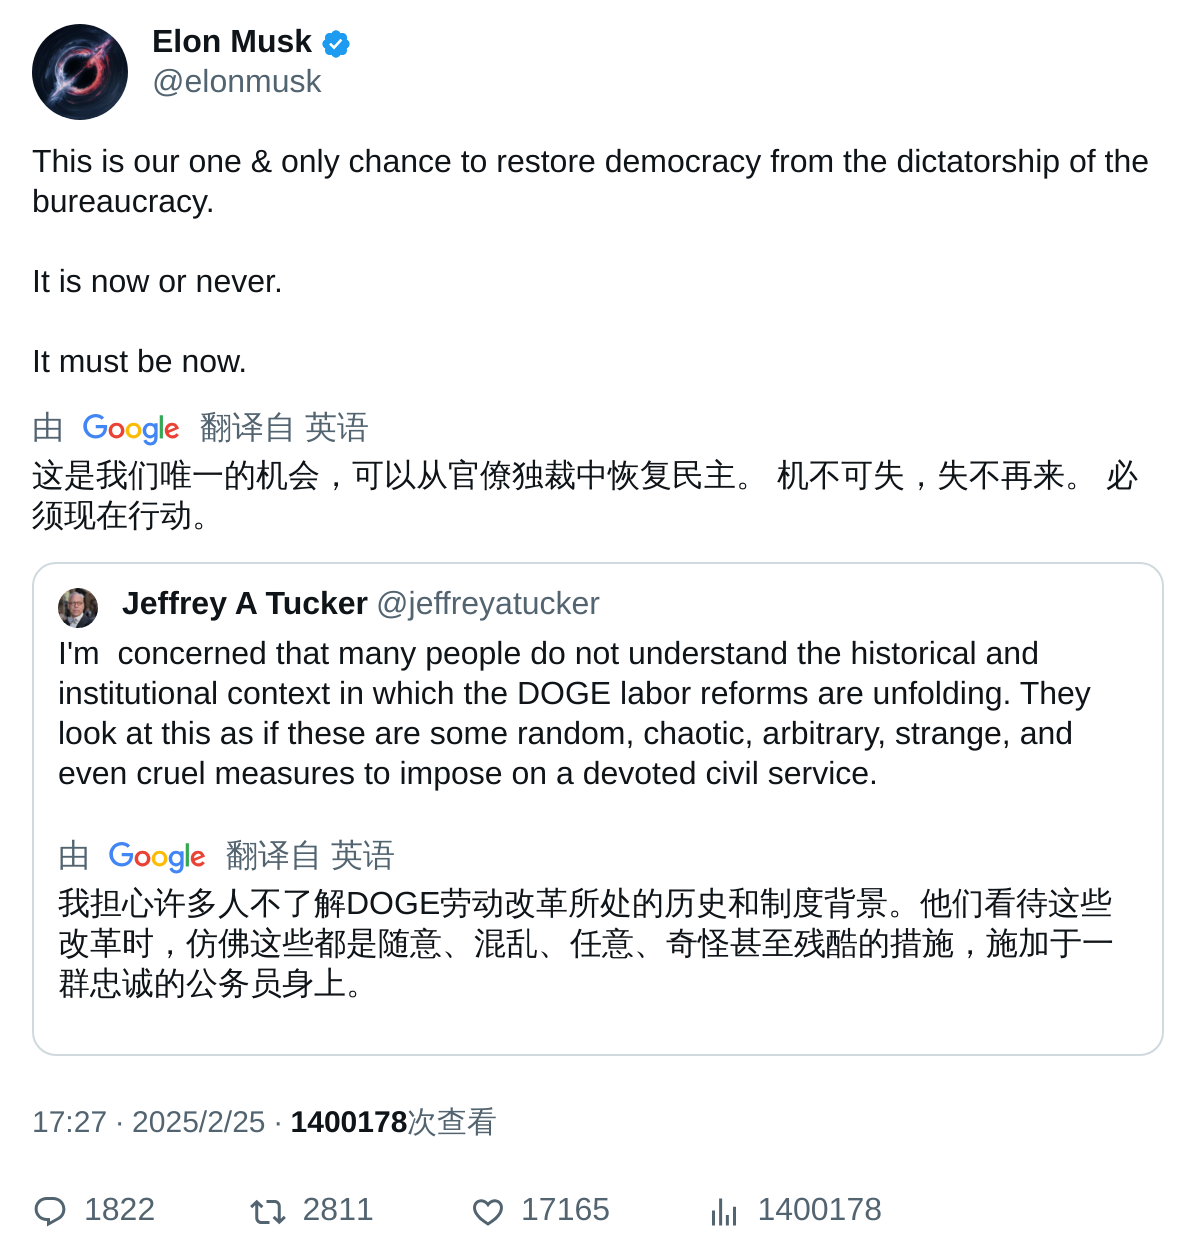 Elon Musk
@elonmusk
This is our one & only chance to restore democracy from the dictatorship of the
bureaucracy.
It is now or never.
It must be now.
由 Google 翻译自 英语
这是我们唯一的机会，可以从官僚独裁中恢复民主。 机不可失，失不再来。 必
须现在行动。
Jeffrey A Tucker @jeffreyatucker
I'm  concerned that many people do not understand the historical and
institutional context in which the DOGE labor reforms are unfolding. They
look at this as if these are some random, chaotic, arbitrary, strange, and
even cruel measures to impose on a devoted civil service.
由 Google 翻译自 英语
我担心许多人不了解DOGE劳动改革所处的历史和制度背景。他们看待这些
改革时，仿佛这些都是随意、混乱、任意、奇怪甚至残酷的措施，施加于一
群忠诚的公务员身上。
17:27 · 2025/2/25 · 1400178次查看
1822 2811 17165 1400178